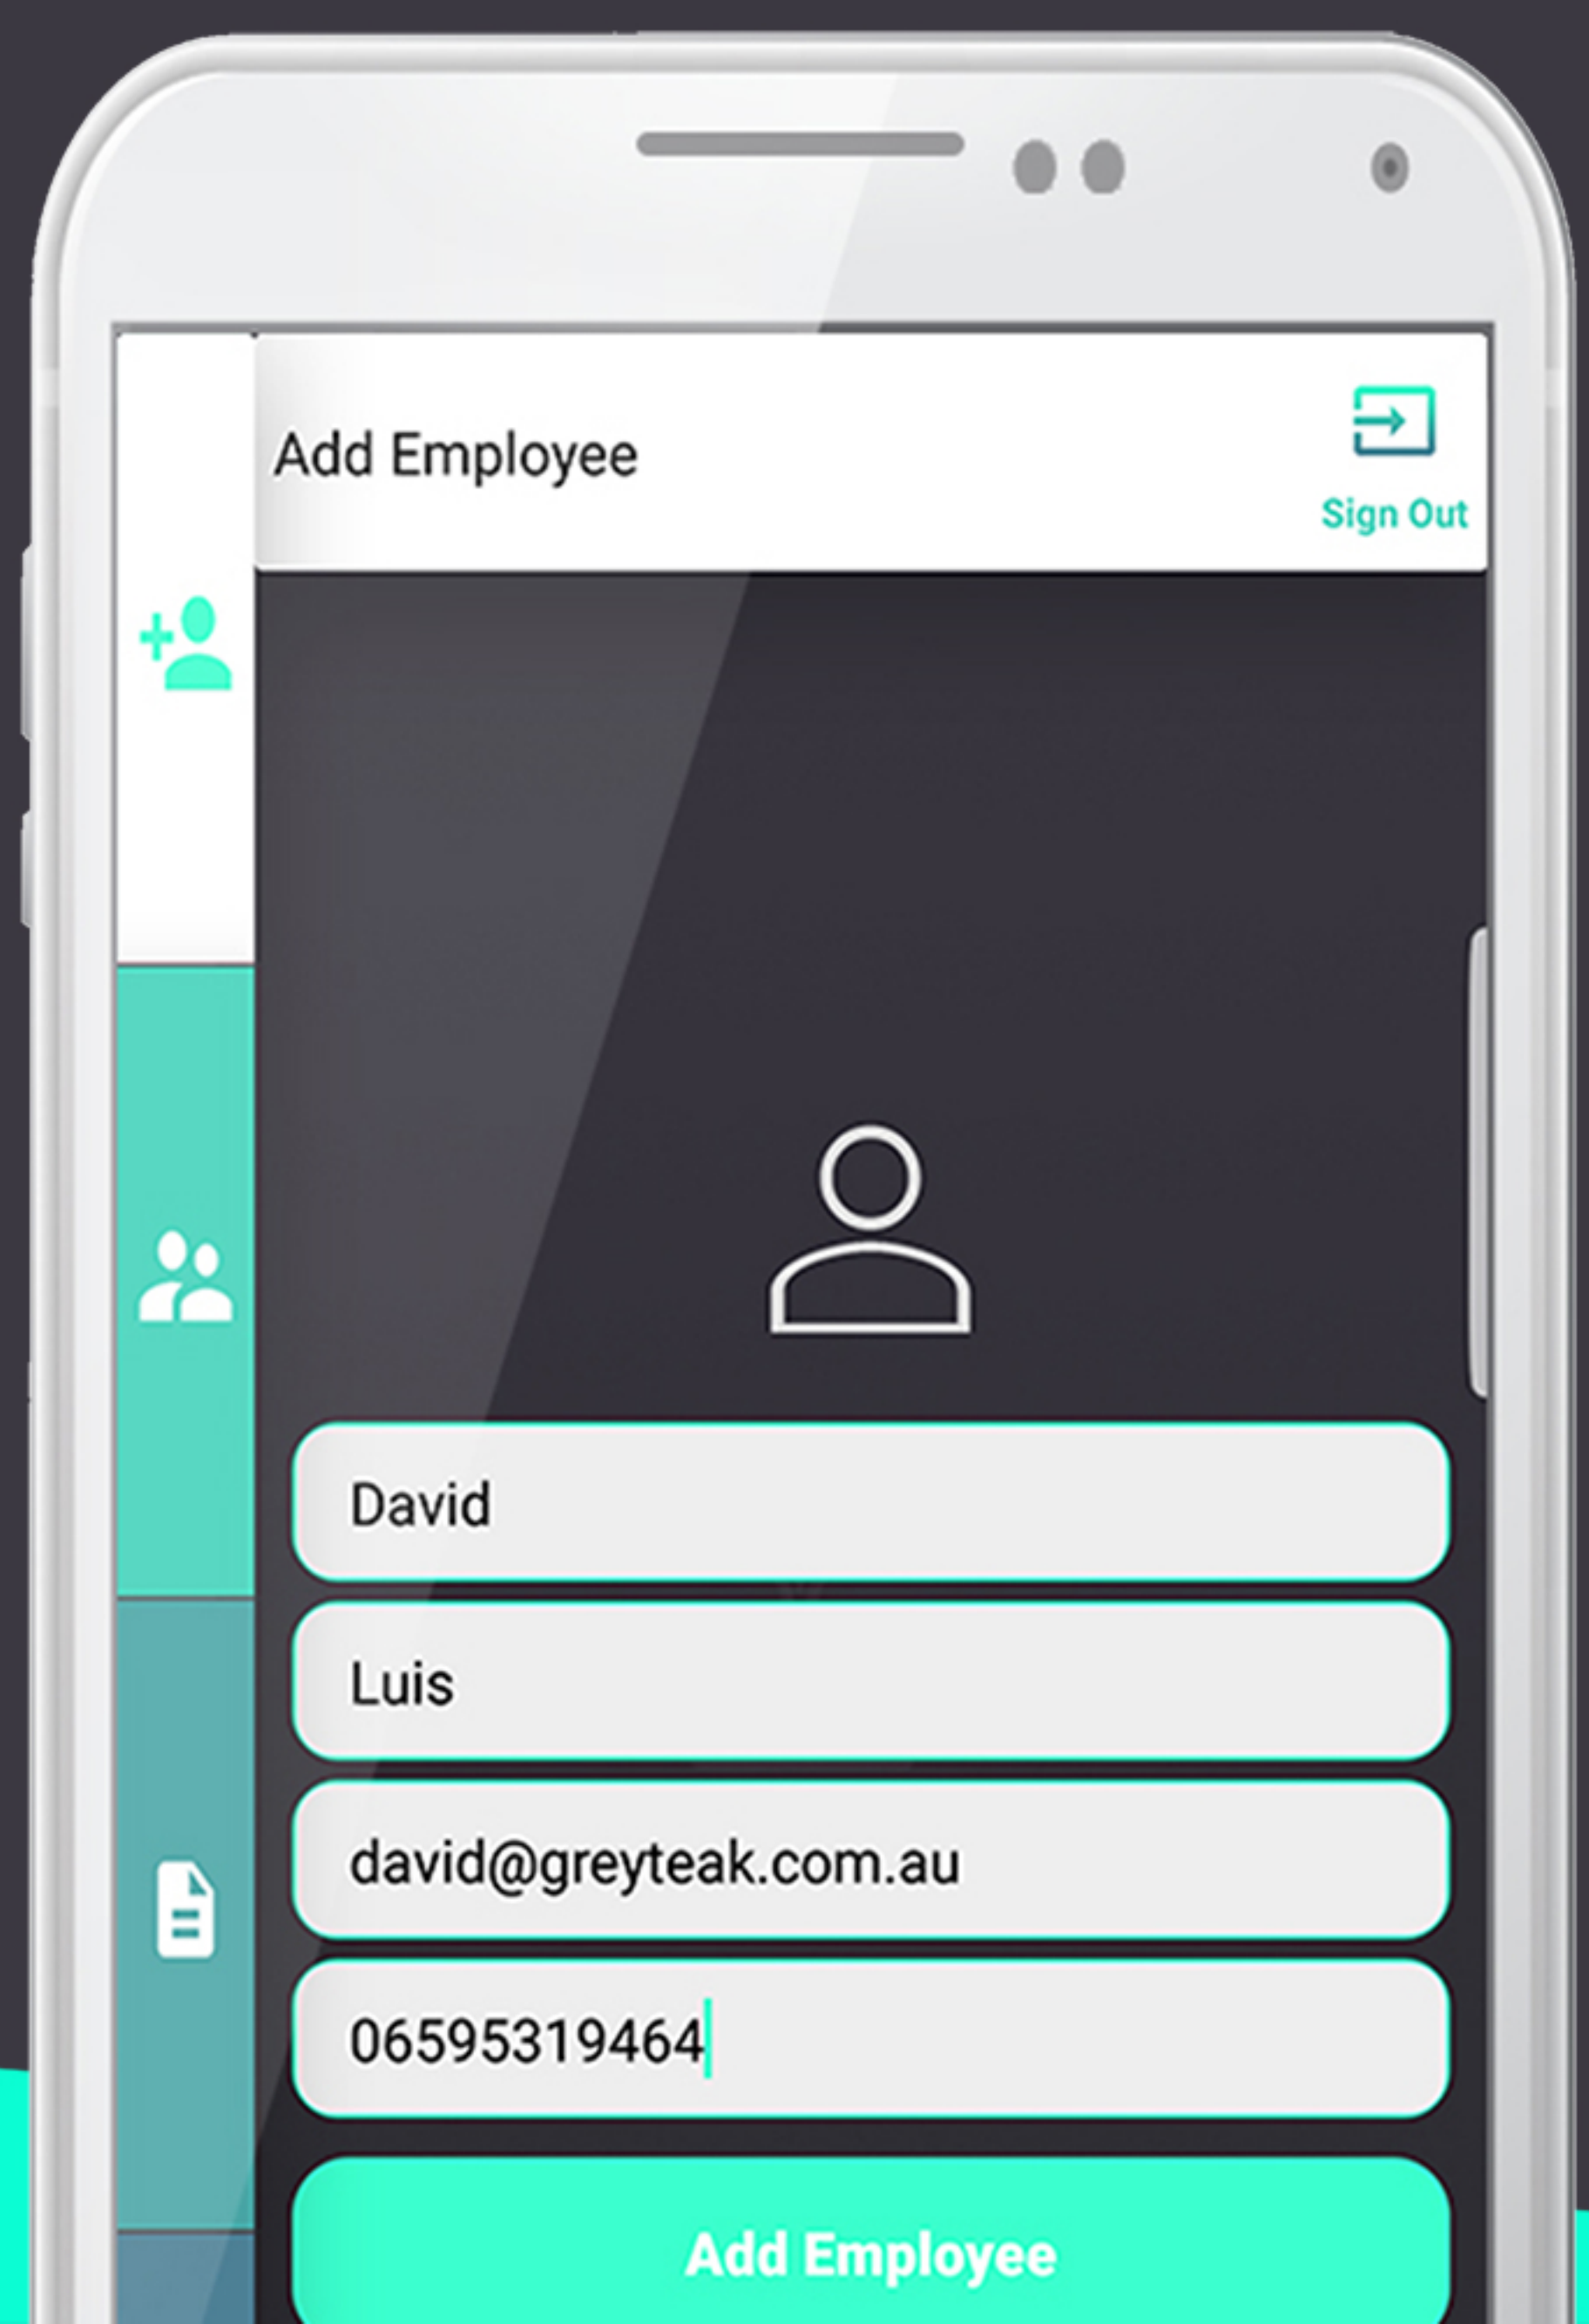 Add Employee
Sign Out
David
Luis
david@greyteak.com.au
06595319464
Add Employee